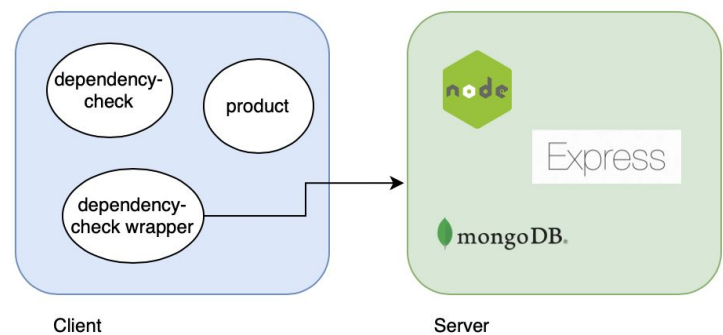 dependency-
check
product
dependency-
check wrapper
node
Express
mongoDB®
Client
Server